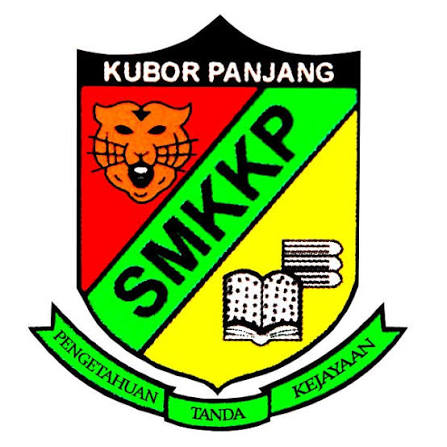 KUBOR PANJANG
SMKKP
PENGETAHUAN TANDA KEJAYAAN